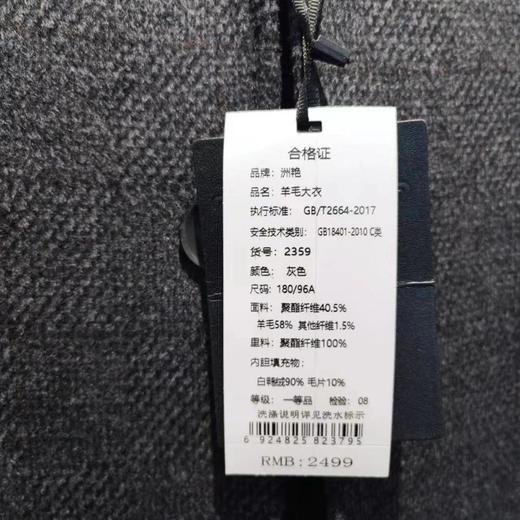 合格证
品牌：洲艳
品名：羊毛大衣
执行标准：GB/T2664-2017
安全技术类别：GB18401-2010 C类
货号：2359
颜色：灰色
尺码：180/96A
面料：聚酯纤维40.5%
羊毛58% 其他纤维1.5%
里料：聚酯纤维100%
内胆填充物：
白鸭绒90% 毛片10%
等级：一等品 检验：08
洗涤说明详见洗水标示
6 924825 823795
RMB:2499